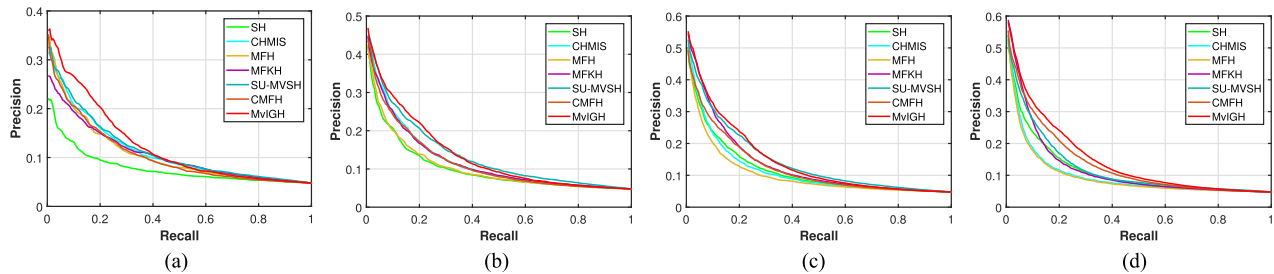 0.4
0.3
0.2
0.1
0
Precision
0
0.2
0.4
0.6
0.8
1
Recall
SH
CHMIS
MFH
MFKH
SU-MVSH
CMFH
MvIGH
(a)
0.5
0.4
0.3
0.2
0.1
0
Precision
0
0.2
0.4
0.6
0.8
1
Recall
SH
CHMIS
MFH
MFKH
SU-MVSH
CMFH
MvIGH
(b)
0.6
0.5
0.4
0.3
0.2
0.1
0
Precision
0
0.2
0.4
0.6
0.8
1
Recall
SH
CHMIS
MFH
MFKH
SU-MVSH
CMFH
MvIGH
(c)
0.6
0.5
0.4
0.3
0.2
0.1
0
Precision
0
0.2
0.4
0.6
0.8
1
Recall
SH
CHMIS
MFH
MFKH
SU-MVSH
CMFH
MvIGH
(d)